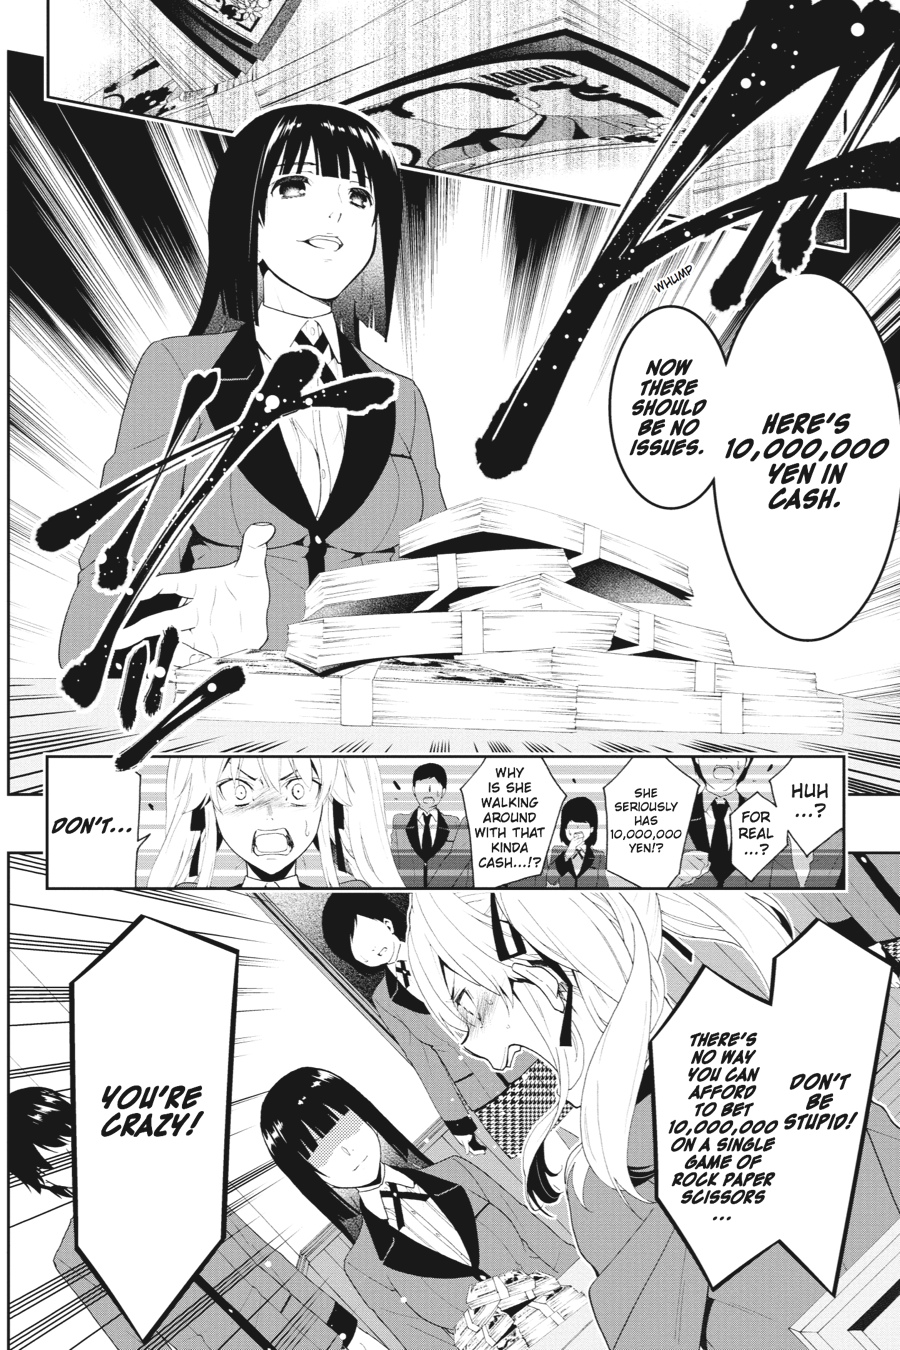 WHUMP
HERE'S
10,000,000
YEN IN
CASH.
NOW
THERE
SHOULD
BE NO
ISSUES.
HUH
...?
FOR
REAL
...?
SHE
SERIOUSLY
HAS
10,000,000
YEN!?
WHY
IS SHE
WALKING
AROUND
WITH THAT
KINDA
CASH...!?
DON'T...
DON'T
BE
STUPID!
THERE'S
NO WAY
YOU CAN
AFFORD
TO BET
10,000,000
ON A SINGLE
GAME OF
ROCK PAPER
SCISSORS
...
YOU'RE
CRAZY!